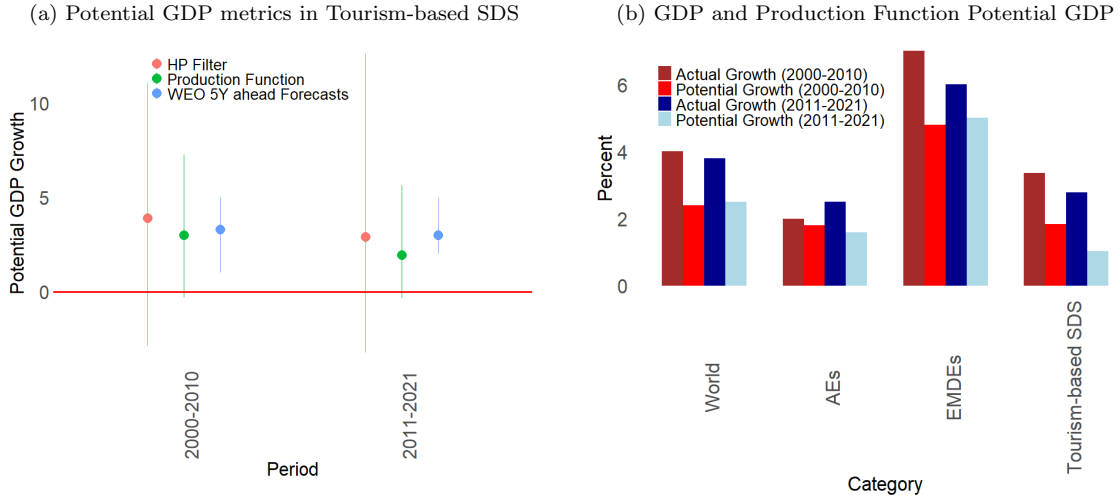 (a) Potential GDP metrics in Tourism-based SDS
HP Filter
Production Function
WEO 5Y ahead Forecasts
Potential GDP Growth
10
5
0
2000-2010
2011-2021
Period
(b) GDP and Production Function Potential GDP
Actual Growth (2000-2010)
Potential Growth (2000-2010)
Actual Growth (2011-2021)
Potential Growth (2011-2021)
Percent
6
4
2
0
World
AEs
EMDEs
Tourism-based SDS
Category